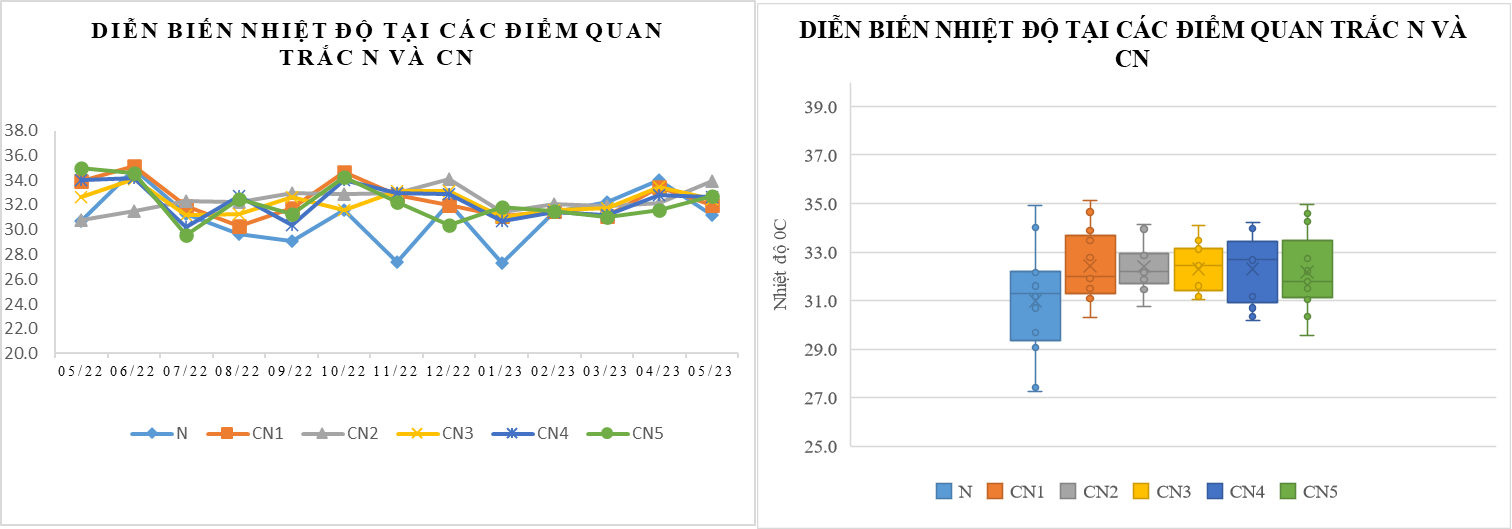 DIỄN BIẾN NHIỆT ĐỘ TẠI CÁC ĐIỂM QUAN
TRẮC N VÀ CN
38.0
36.0
34.0
32.0
30.0
28.0
26.0
24.0
22.0
20.0
05/22 06/22 07/22 08/22 09/22 10/22 11/22 12/22 01/23 02/23 03/23 04/23 05/23
N CN1 CN2 CN3 CN4 CN5
DIỄN BIẾN NHIỆT ĐỘ TẠI CÁC ĐIỂM QUAN TRẮC N VÀ
CN
39.0
37.0
35.0
33.0
31.0
29.0
27.0
25.0
Nhiệt độ 0C
N CN1 CN2 CN3 CN4 CN5